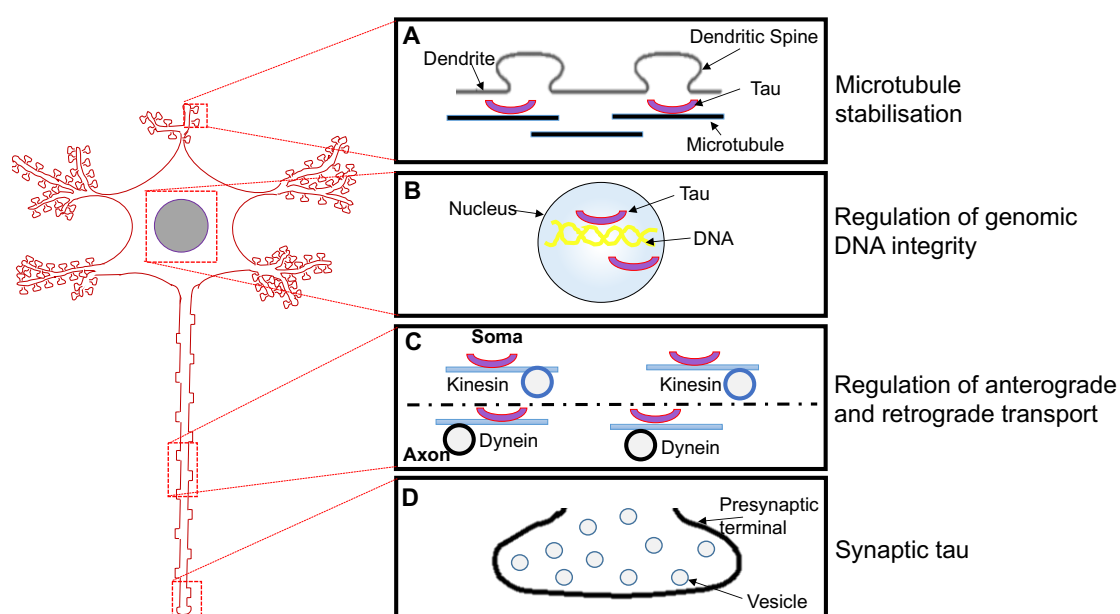 A
Dendritic Spine
Dendrite
Tau
Microtubule
Microtubule
stabilisation
B
Nucleus
Tau
DNA
Regulation of genomic
DNA integrity
C
Soma
Kinesin
Kinesin
Dynein
Dynein
Axon
Regulation of anterograde
and retrograde transport
D
Presynaptic
terminal
Vesicle
Synaptic tau